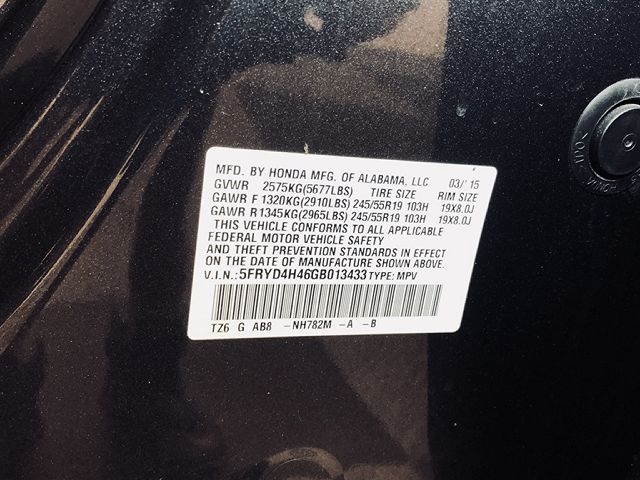 MFD. BY HONDA MFG. OF ALABAMA, LLC 03/'15
GVWR 2575KG(5677LBS) TIRE SIZE RIM SIZE
GAWR F 1320KG(2910LBS) 245/55R19 103H 19X8.0J
GAWR R1345KG(2965LBS) 245/55R19 103H 19X8.0J
THIS VEHICLE CONFORMS TO ALL APPLICABLE
FEDERAL MOTOR VEHICLE SAFETY
AND THEFT PREVENTION STANDARDS IN EFFECT
ON THE DATE OF MANUFACTURE SHOWN ABOVE.
V.I.N.: 5FRYD4H46GB013433 TYPE: MPV
TZ6 G AB8 -NH782M -A -B